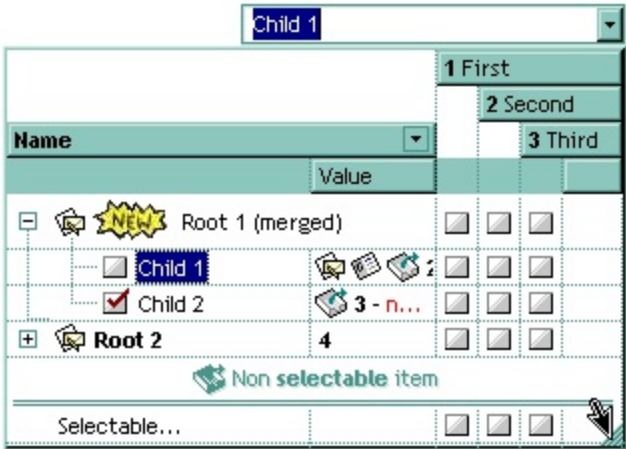 Child 1
1 First
2 Second
Name
3 Third
Value
NEW Root 1 (merged)
Child 1 2
Child 2 3 - n...
Root 2 4
Non selectable item
Selectable...